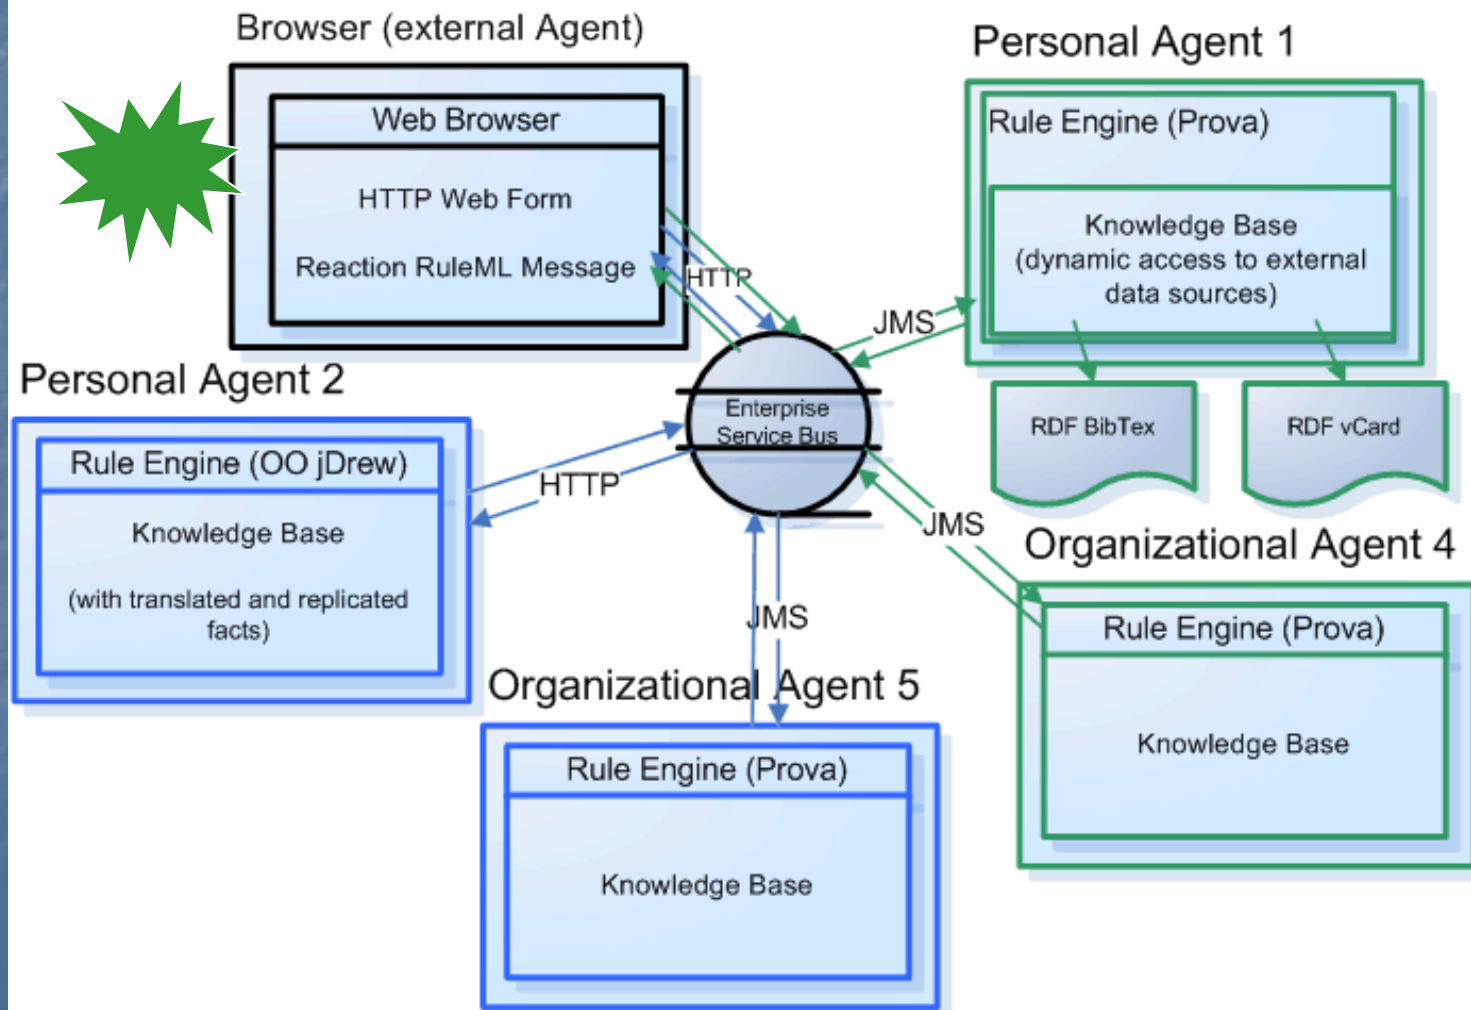 Browser (external Agent)
Web Browser
HTTP Web Form
Reaction RuleML Message
HTTP
Personal Agent 1
Rule Engine (Prova)
Knowledge Base
(dynamic access to external
data sources)
JMS
RDF BibTex
RDF vCard
Enterprise
Service Bus
Personal Agent 2
Rule Engine (OO jDrew)
Knowledge Base
(with translated and replicated
facts)
HTTP
JMS
Organizational Agent 4
Rule Engine (Prova)
Knowledge Base
JMS
Organizational Agent 5
Rule Engine (Prova)
Knowledge Base